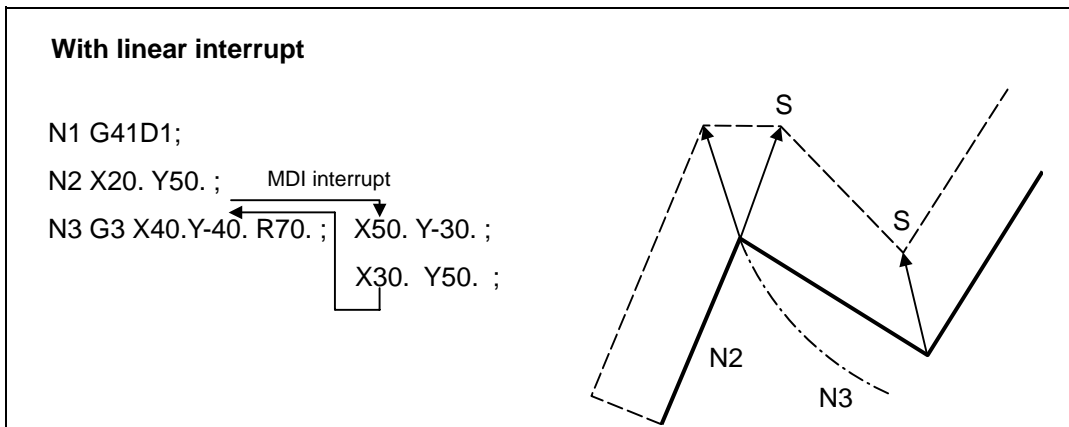 With linear interrupt
N1 G41D1;
N2 X20. Y50. ;
MDI interrupt
N3 G3 X40.Y-40. R70. ;
X50. Y-30. ;
X30. Y50. ;
S
S
N2
N3